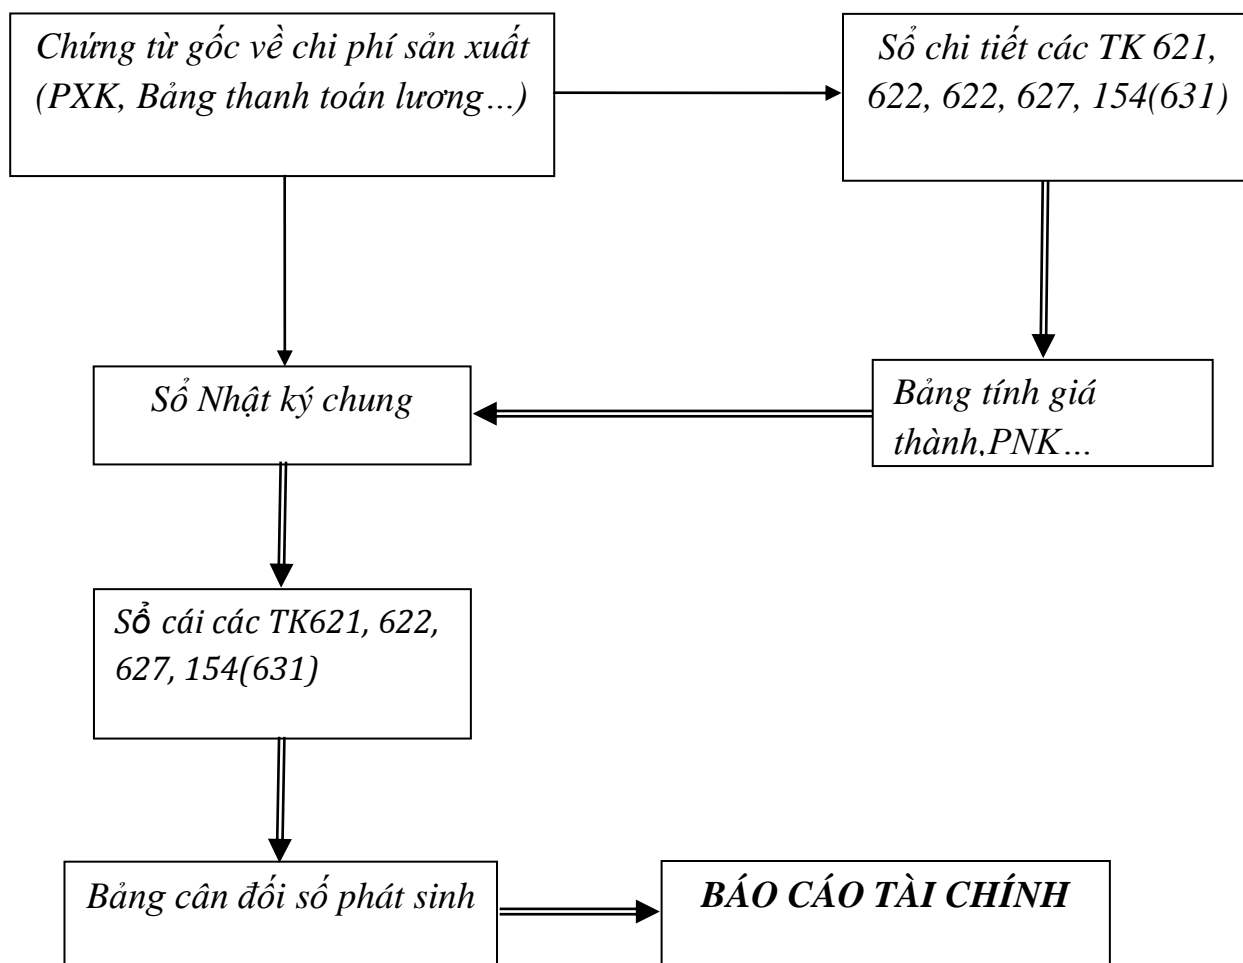 Chứng từ gốc về chi phí sản xuất
(PXK, Bảng thanh toán lương…)
Sổ chi tiết các TK 621,
622, 622, 627, 154(631)
Sổ Nhật ký chung
Bảng tính giá
thành,PNK…
Sổ cái các TK621, 622,
627, 154(631)
Bảng cân đối số phát sinh
BÁO CÁO TÀI CHÍNH